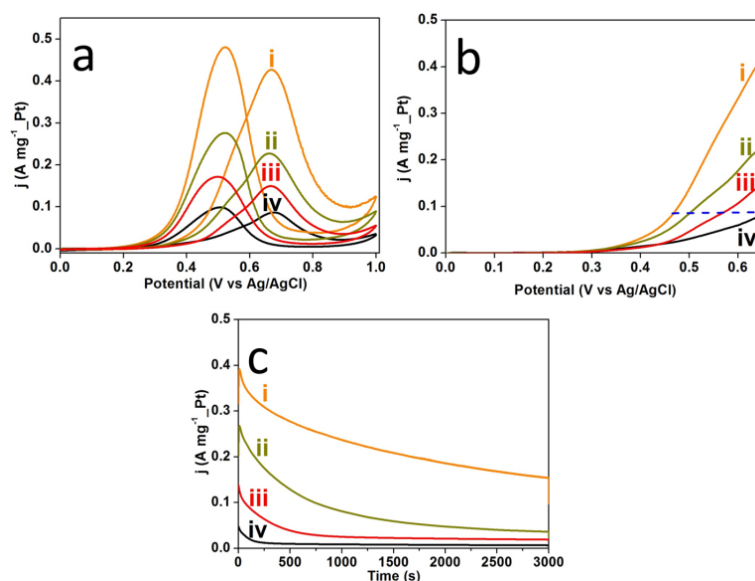 a
j (A mg⁻¹_Pt)
0.5
0.4
0.3
0.2
0.1
0.0
i
ii
iii
iv
0.0 0.2 0.4 0.6 0.8 1.0
Potential (V vs Ag/AgCl)
b
j (A mg⁻¹_Pt)
0.5
0.4
0.3
0.2
0.1
0.0
i
ii
iii
iv
0.0 0.1 0.2 0.3 0.4 0.5 0.6
Potential (V vs Ag/AgCl)
c
j (A mg⁻¹_Pt)
0.5
0.4
0.3
0.2
0.1
0.0
i
ii
iii
iv
0 500 1000 1500 2000 2500 3000
Time (s)